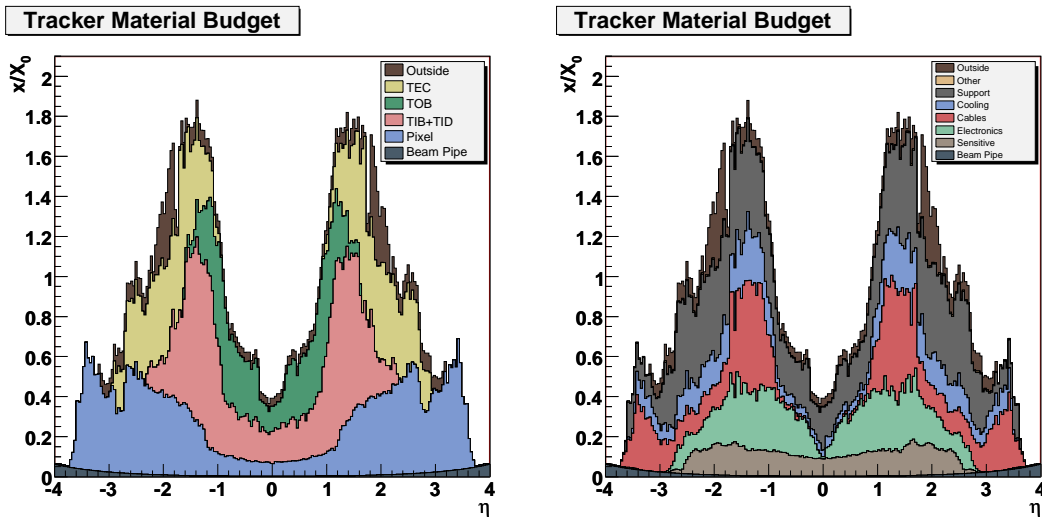 Tracker Material Budget
x/X0
2
1.8
1.6
1.4
1.2
1
0.8
0.6
0.4
0.2
0
Outside
TEC
TOB
TIB+TID
Pixel
Beam Pipe
-4 -3 -2 -1 0 1 2 3 4
η
Tracker Material Budget
x/X0
2
1.8
1.6
1.4
1.2
1
0.8
0.6
0.4
0.2
0
Outside
Other
Support
Cooling
Cables
Electronics
Sensitive
Beam Pipe
-4 -3 -2 -1 0 1 2 3 4
η